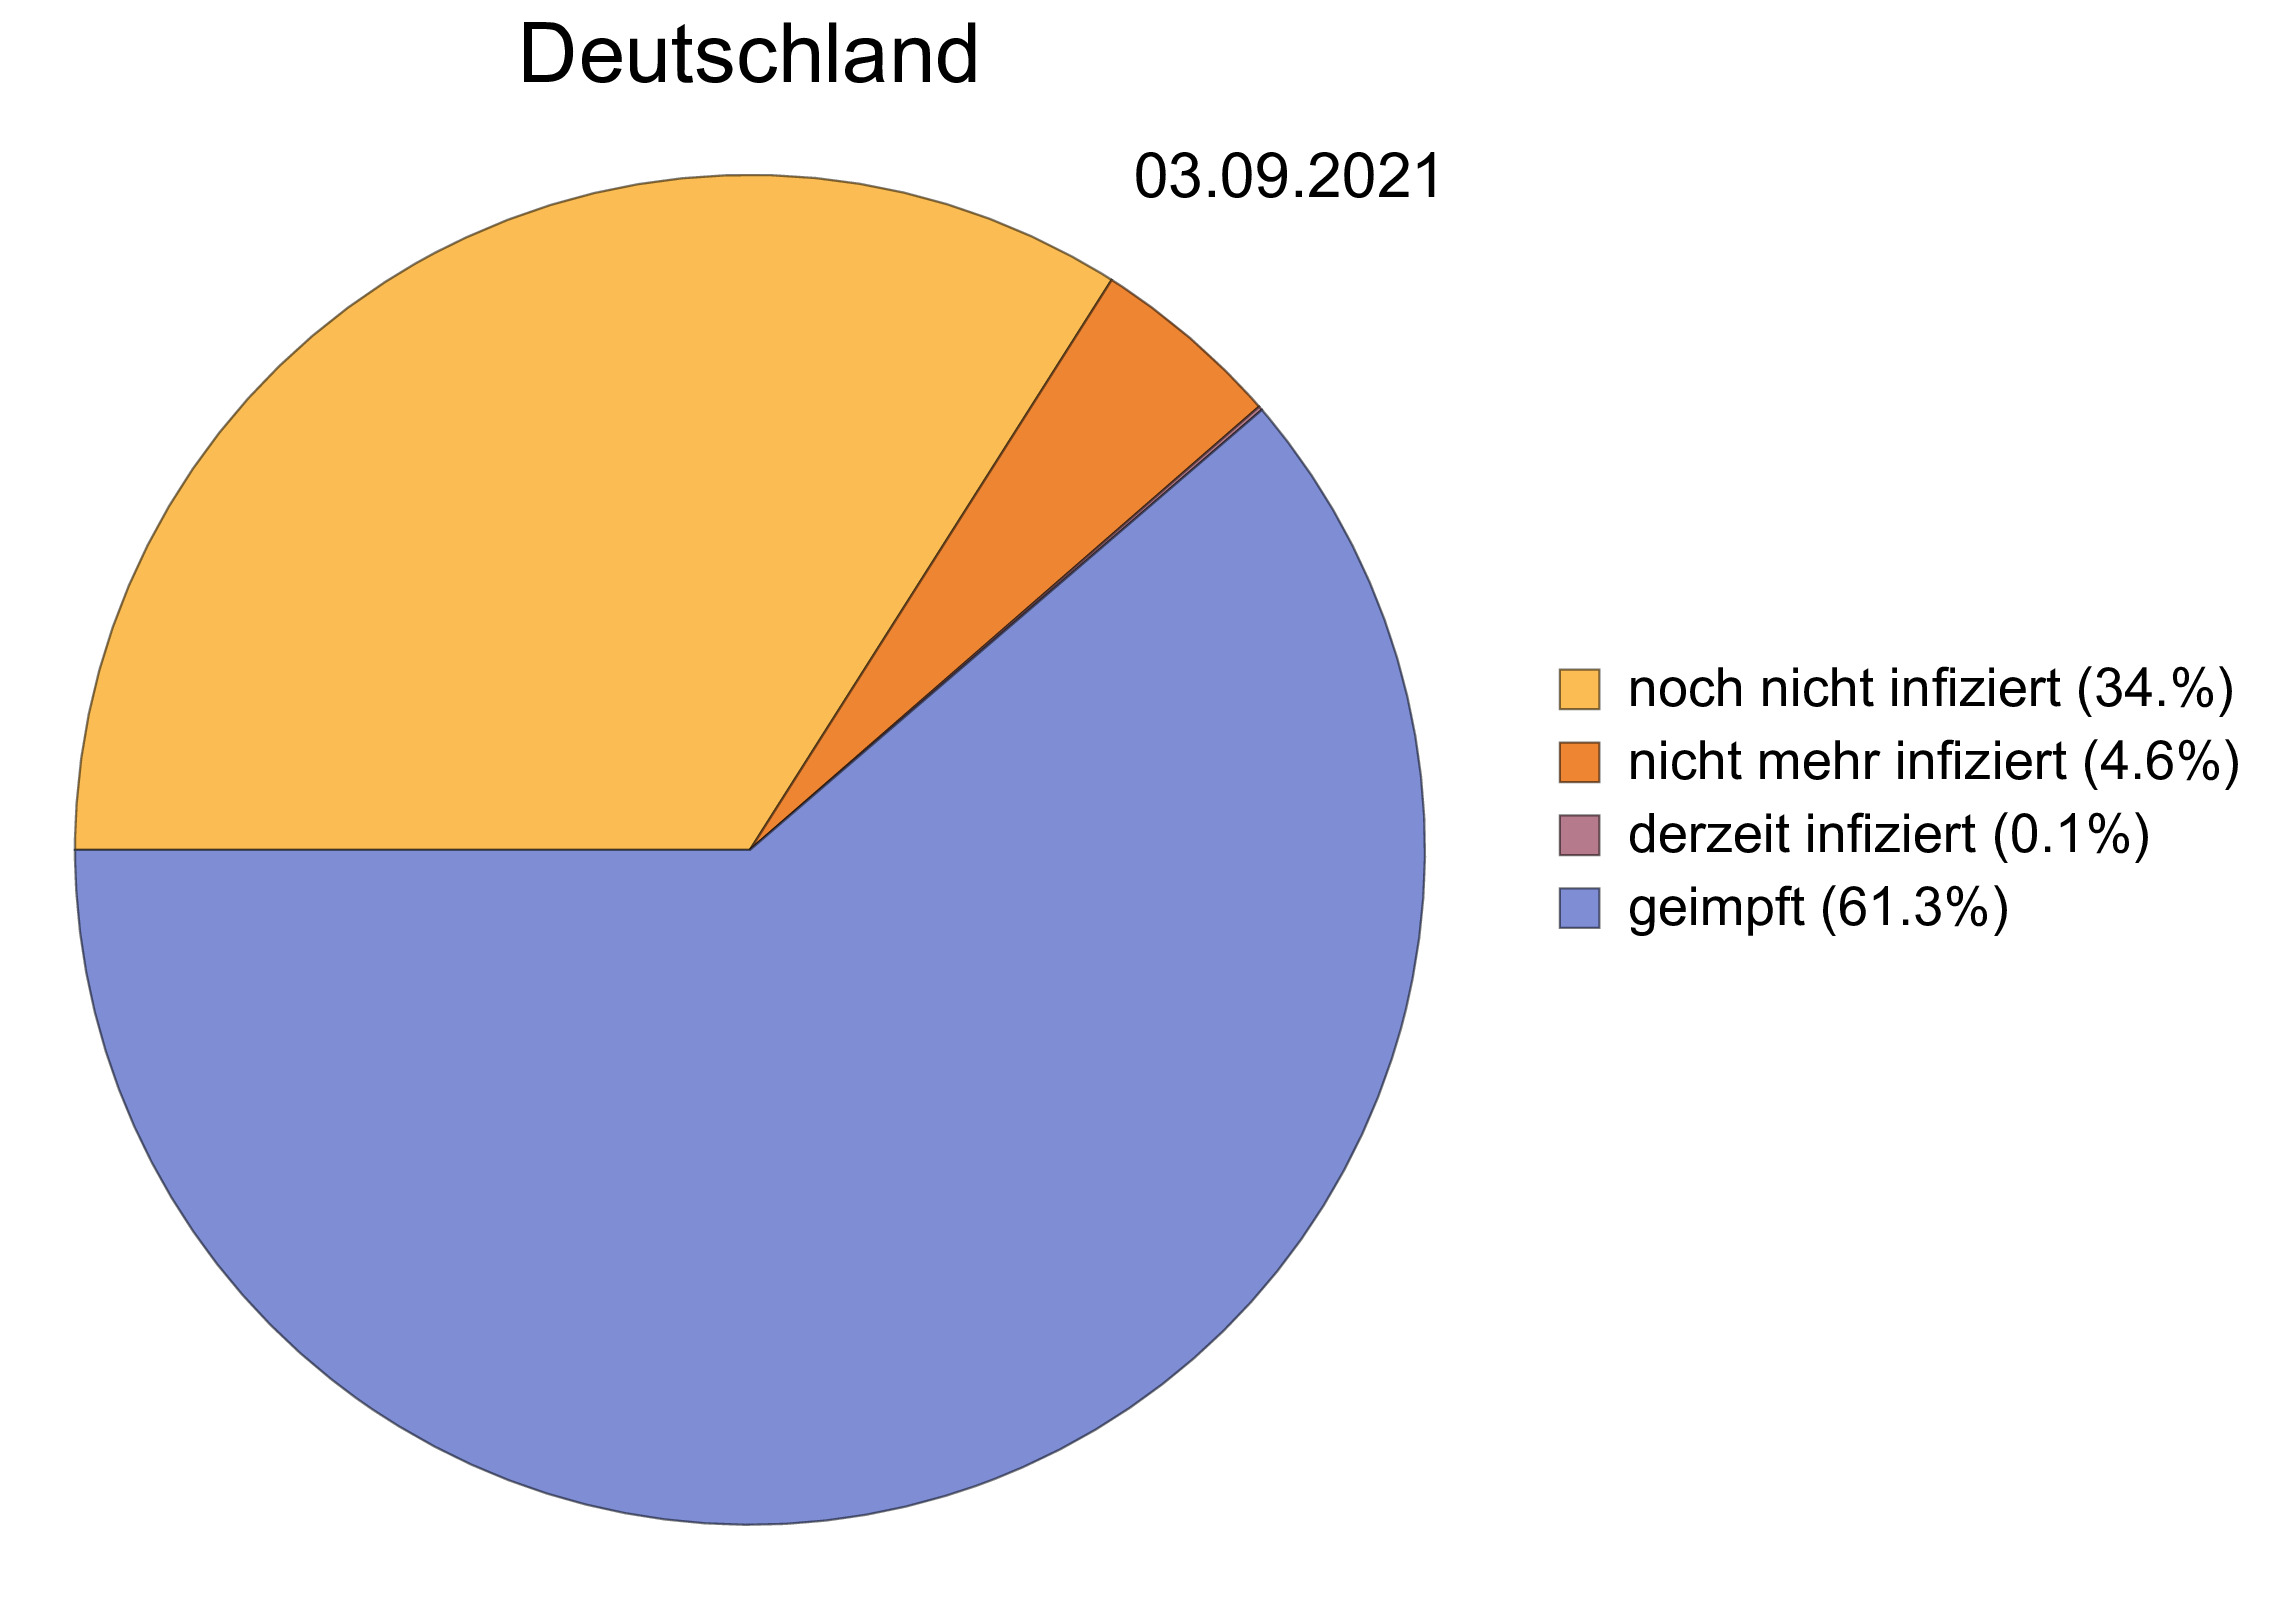 Deutschland
03.09.2021
noch nicht infiziert (34.%)
nicht mehr infiziert (4.6%)
derzeit infiziert (0.1%)
geimpft (61.3%)